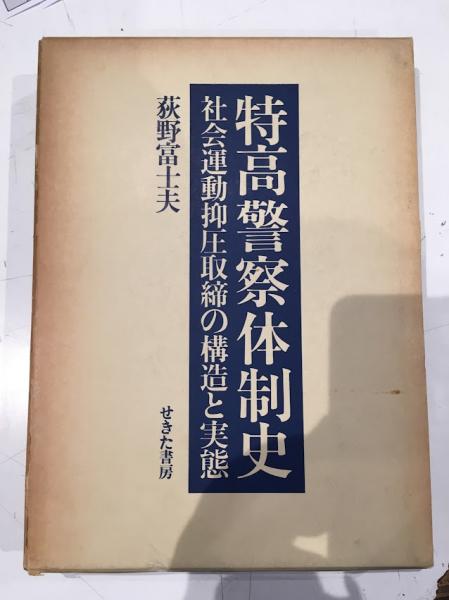 特高警察体制史
社会運動抑圧取締の構造と実態
荻野富士夫
せきた書房